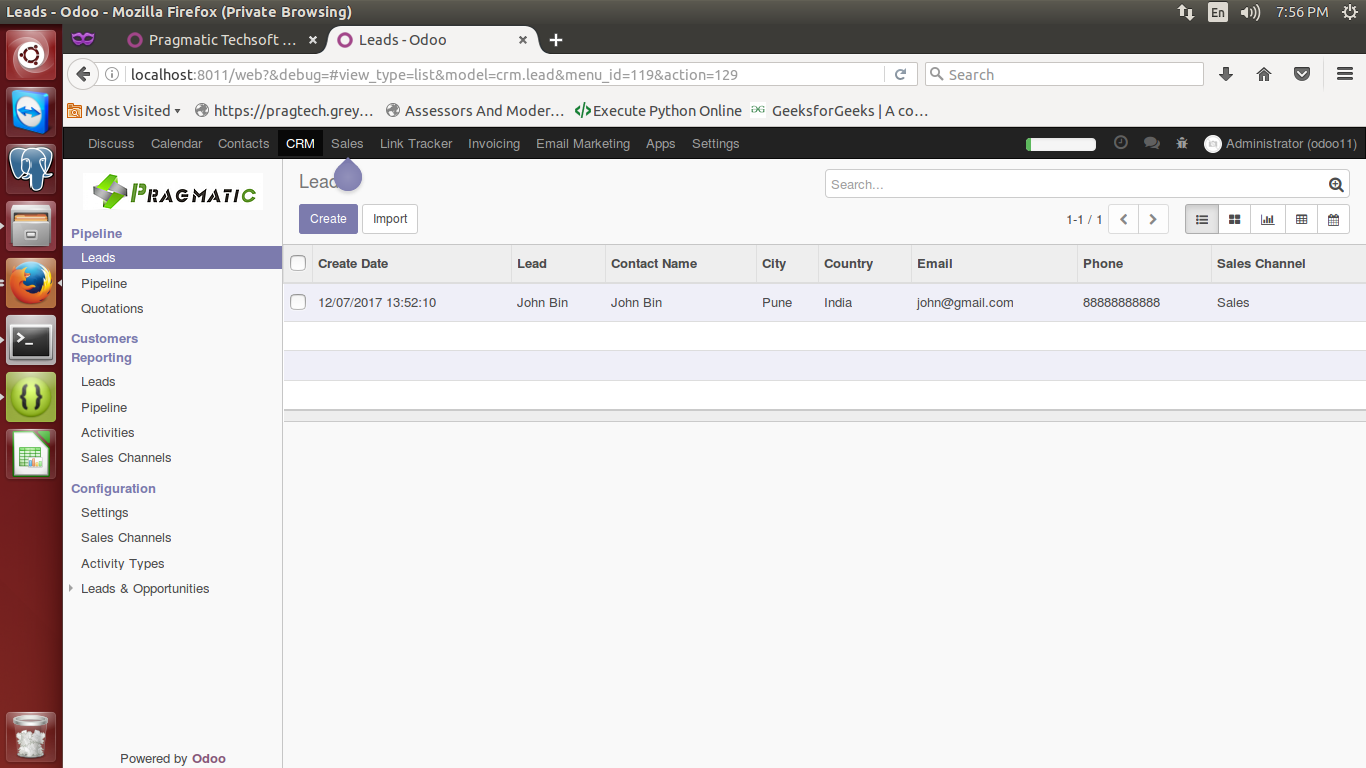 Leads - Odoo - Mozilla Firefox (Private Browsing)
En
7:56 PM
Pragmatic Techsoft ...
Leads - Odoo
localhost:8011/web?&debug=#view_type=list&model=crm.lead&menu_id=119&action=129
Search
Most Visited
https://pragtech.grey...
Assessors And Moder...
Execute Python Online
GeeksforGeeks | A co...
Discuss
Calendar
Contacts
CRM
Sales
Link Tracker
Invoicing
Email Marketing
Apps
Settings
Administrator (odoo11)
PRAGMATIC
Pipeline
Leads
Pipeline
Quotations
Customers
Reporting
Leads
Pipeline
Activities
Sales Channels
Configuration
Settings
Sales Channels
Activity Types
Leads & Opportunities
Powered by Odoo
Search...
Create
Import
1-1 / 1
Create Date Lead Contact Name City Country Email Phone Sales Channel
12/07/2017 13:52:10 John Bin John Bin Pune India john@gmail.com 88888888888 Sales